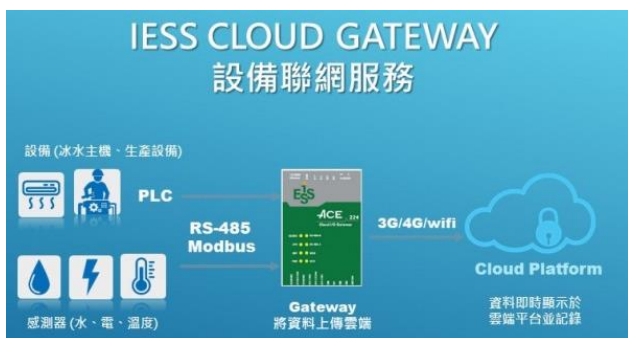 IESS CLOUD GATEWAY
設備聯網服務
設備 (冰水主機、生產設備)
PLC
RS-485
Modbus
ACE 224
3G/4G/wifi
Cloud Platform
感測器 (水、電、溫度)
Gateway
將資料上傳雲端
資料即時顯示於
雲端平台並記錄